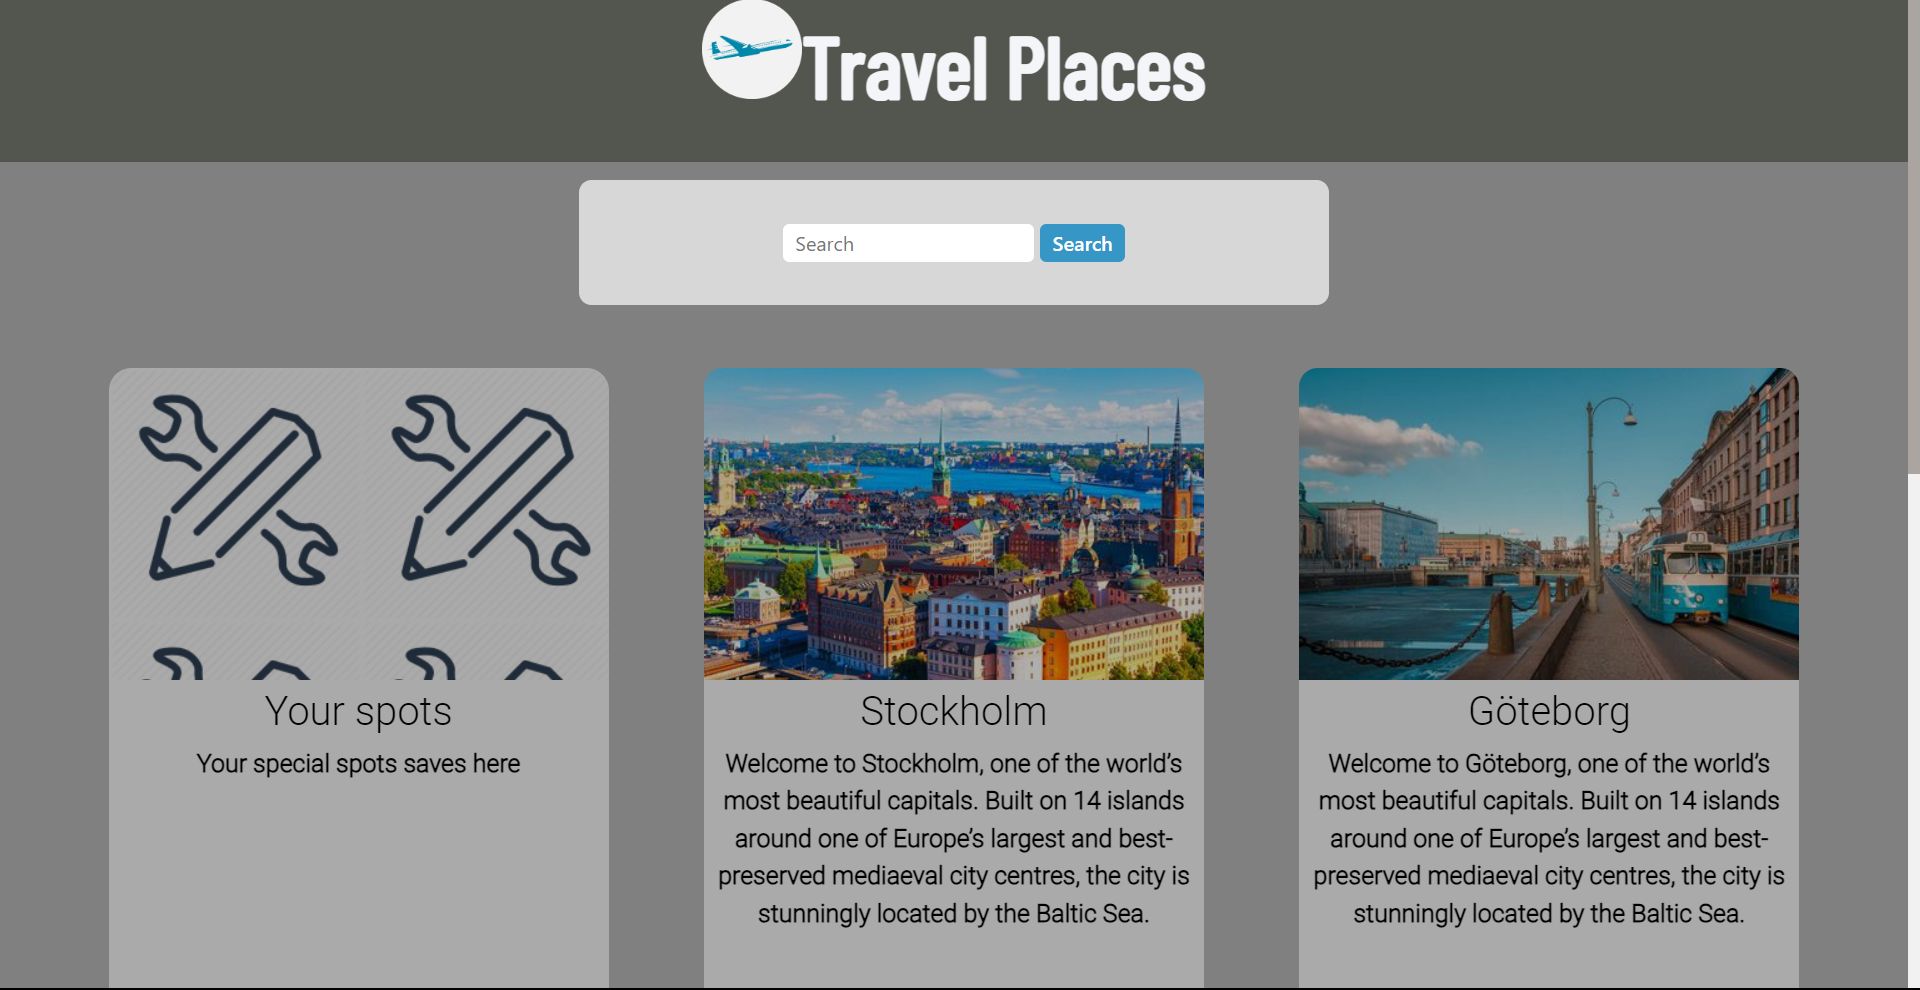 Travel Places
Search
Search
Your spots
Your special spots saves here
Stockholm
Welcome to Stockholm, one of the world’s
most beautiful capitals. Built on 14 islands
around one of Europe’s largest and best-
preserved mediaeval city centres, the city is
stunningly located by the Baltic Sea.
Göteborg
Welcome to Göteborg, one of the world’s
most beautiful capitals. Built on 14 islands
around one of Europe’s largest and best-
preserved mediaeval city centres, the city is
stunningly located by the Baltic Sea.